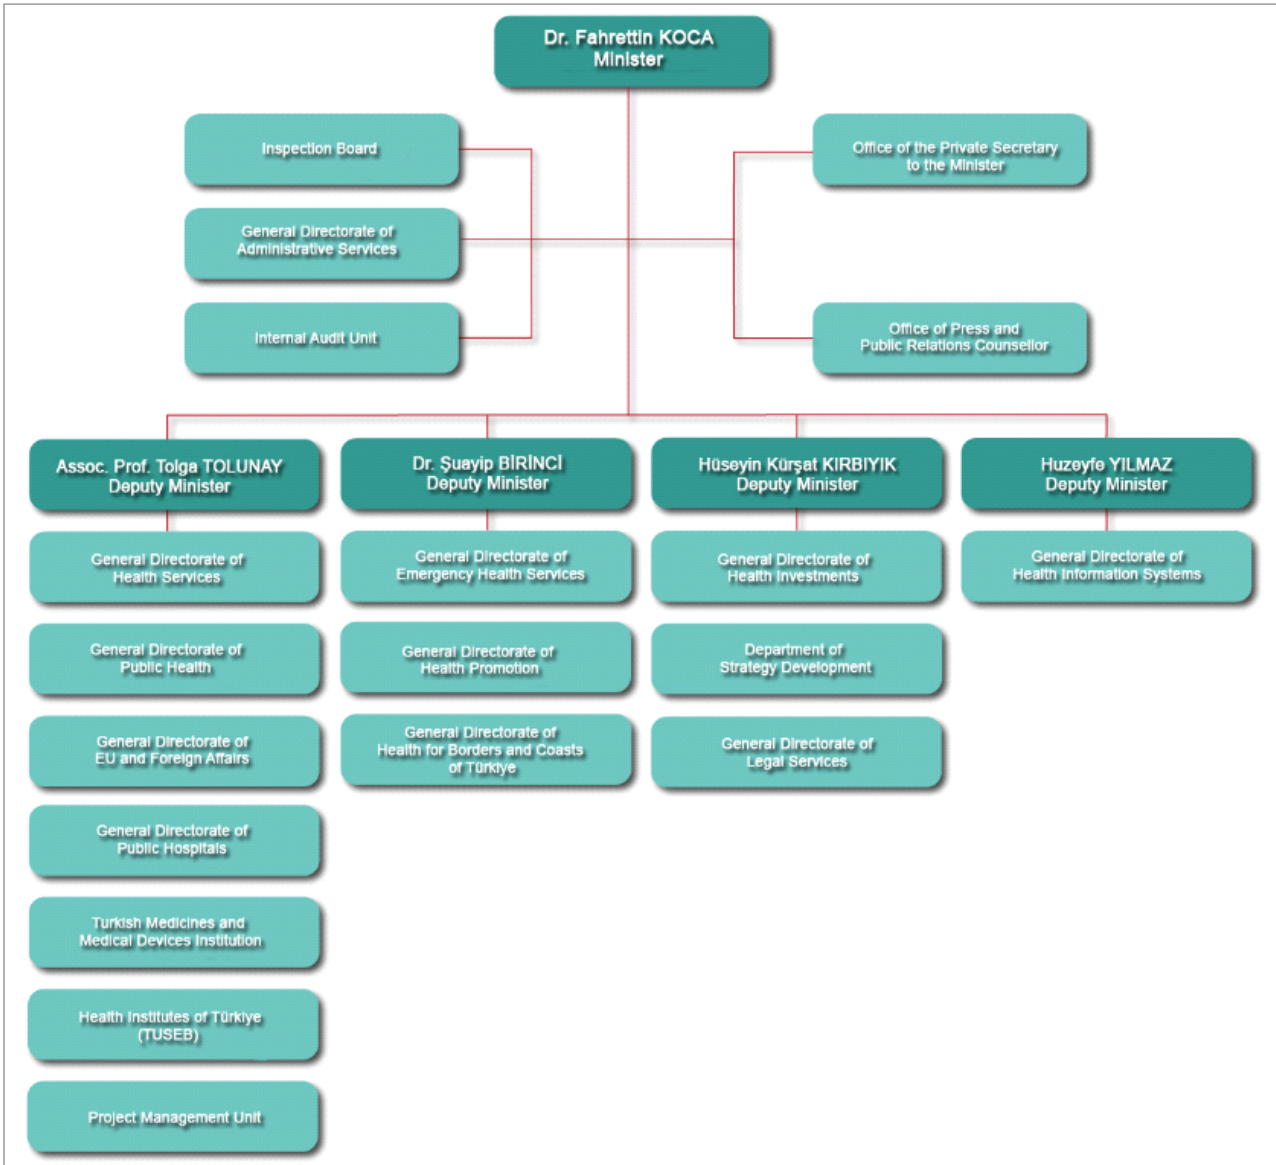 Dr. Fahrettin KOCA
Minister
Inspection Board
Office of the Private Secretary
to the Minister
General Directorate of
Administrative Services
Internal Audit Unit
Office of Press and
Public Relations Counsellor
Assoc. Prof. Tolga TOLUNAY
Deputy Minister
General Directorate of
Health Services
General Directorate of
Public Health
General Directorate of
EU and Foreign Affairs
General Directorate of
Public Hospitals
Turkish Medicines and
Medical Devices Institution
Health Institutes of Türkiye
(TUSEB)
Project Management Unit
Dr. Şuayip BİRİNCİ
Deputy Minister
General Directorate of
Emergency Health Services
General Directorate of
Health Promotion
General Directorate of
Health for Borders and Coasts
of Türkiye
Hüseyin Kürşat KIRBIYIK
Deputy Minister
General Directorate of
Health Investments
Department of
Strategy Development
General Directorate of
Legal Services
Huzeyfe YILMAZ
Deputy Minister
General Directorate of
Health Information Systems